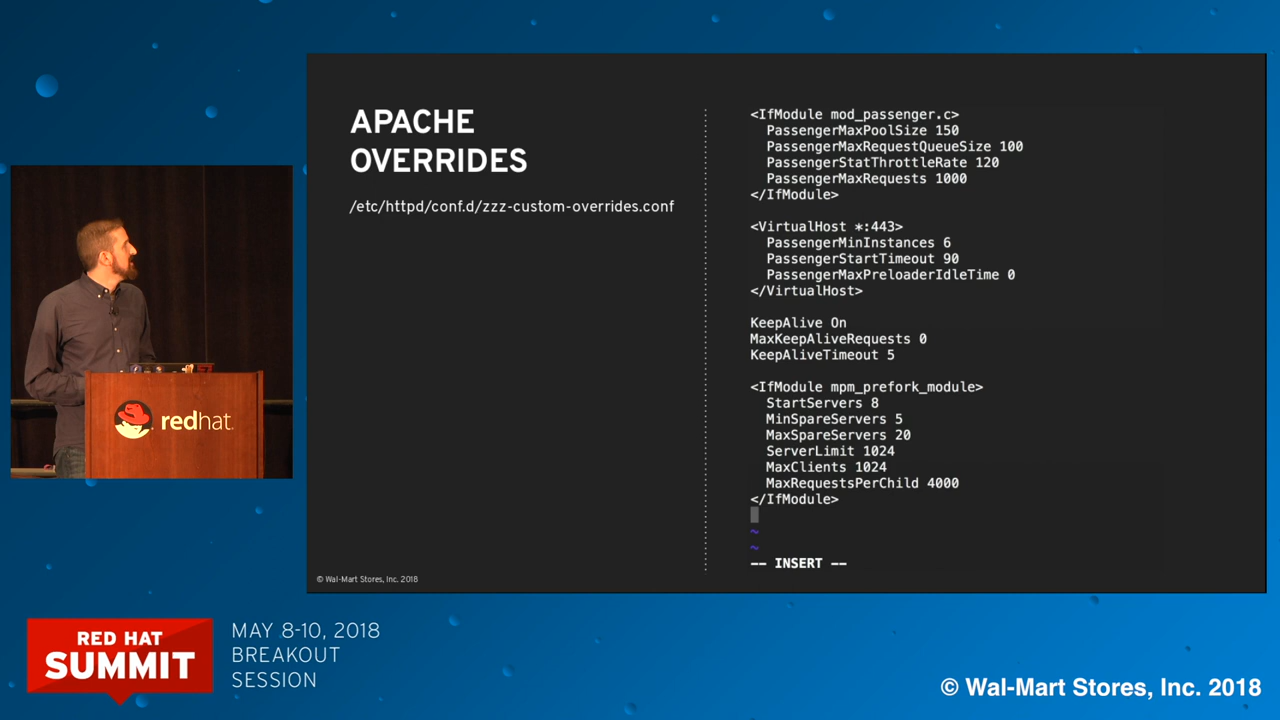 APACHE
OVERRIDES
/etc/httpd/conf.d/zzz-custom-overrides.conf
<IfModule mod_passenger.c>
  PassengerMaxPoolSize 150
  PassengerMaxRequestQueueSize 100
  PassengerStatThrottleRate 120
  PassengerMaxRequests 1000
</IfModule>
<VirtualHost *:443>
  PassengerMinInstances 6
  PassengerStartTimeout 90
  PassengerMaxPreloaderIdleTime 0
</VirtualHost>
KeepAlive On
MaxKeepAliveRequests 0
KeepAliveTimeout 5
<IfModule mpm_prefork_module>
  StartServers 8
  MinSpareServers 5
  MaxSpareServers 20
  ServerLimit 1024
  MaxClients 1024
  MaxRequestsPerChild 4000
</IfModule>
~
~
-- INSERT --
© Wal-Mart Stores, Inc. 2018
redhat.
RED HAT
SUMMIT
MAY 8-10, 2018
BREAKOUT
SESSION
© Wal-Mart Stores, Inc. 2018